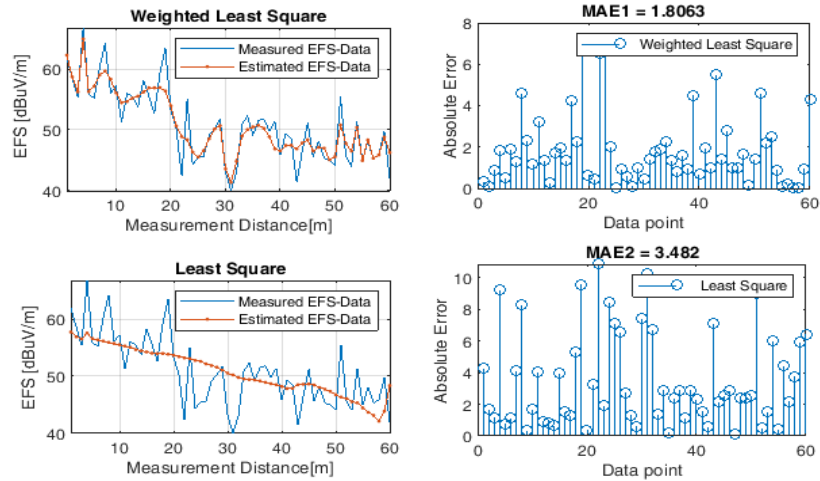 Weighted Least Square
EFS [dBuV/m]
60
50
40
Measured EFS-Data
Estimated EFS-Data
10 20 30 40 50 60
Measurement Distance[m]
MAE1 = 1.8063
Absolute Error
8
6
4
2
0
Weighted Least Square
0 20 40 60
Data point
Least Square
EFS [dBuV/m]
60
50
40
Measured EFS-Data
Estimated EFS-Data
10 20 30 40 50 60
Measurement Distance[m]
MAE2 = 3.482
Absolute Error
10
8
6
4
2
0
Least Square
0 20 40 60
Data point